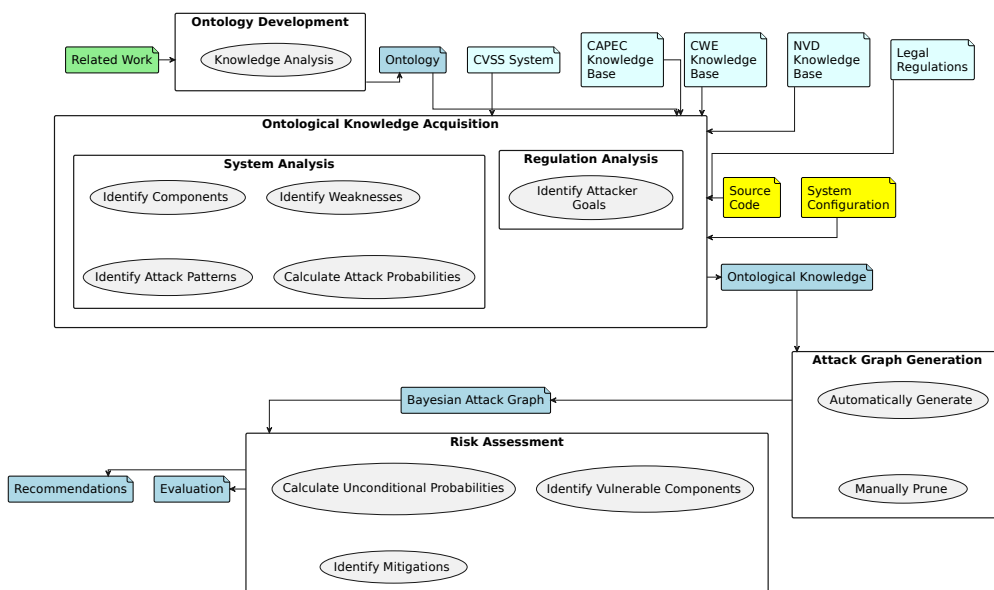 Ontology Development
Knowledge Analysis
Related Work
Ontology
CVSS System
CAPEC
Knowledge
Base
CWE
Knowledge
Base
NVD
Knowledge
Base
Legal
Regulations
Ontological Knowledge Acquisition
System Analysis
Identify Components
Identify Weaknesses
Identify Attack Patterns
Calculate Attack Probabilities
Regulation Analysis
Identify Attacker
Goals
Source
Code
System
Configuration
Ontological Knowledge
Attack Graph Generation
Automatically Generate
Manually Prune
Bayesian Attack Graph
Risk Assessment
Calculate Unconditional Probabilities
Identify Vulnerable Components
Identify Mitigations
Recommendations
Evaluation